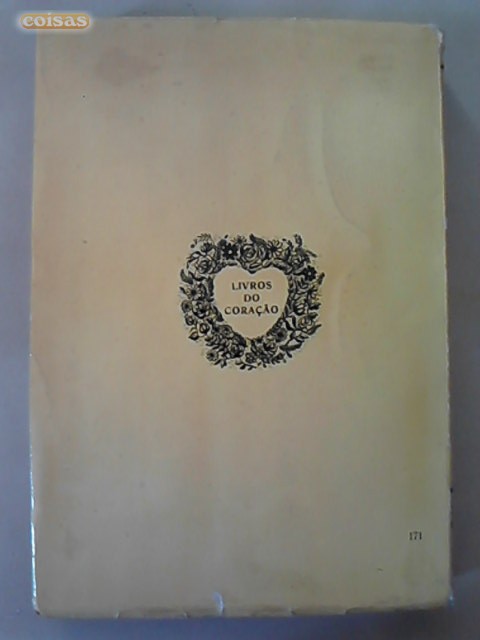 coisas
LIVROS
DO
CORAÇÃO
171